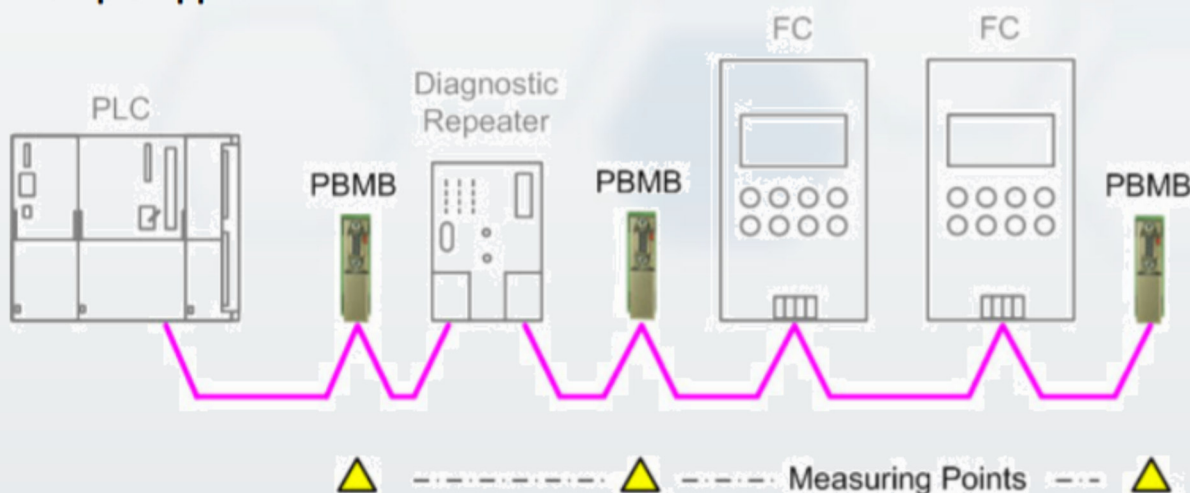 FC
FC
Diagnostic
Repeater
PLC
PBMB
PBMB
PBMB
Measuring Points